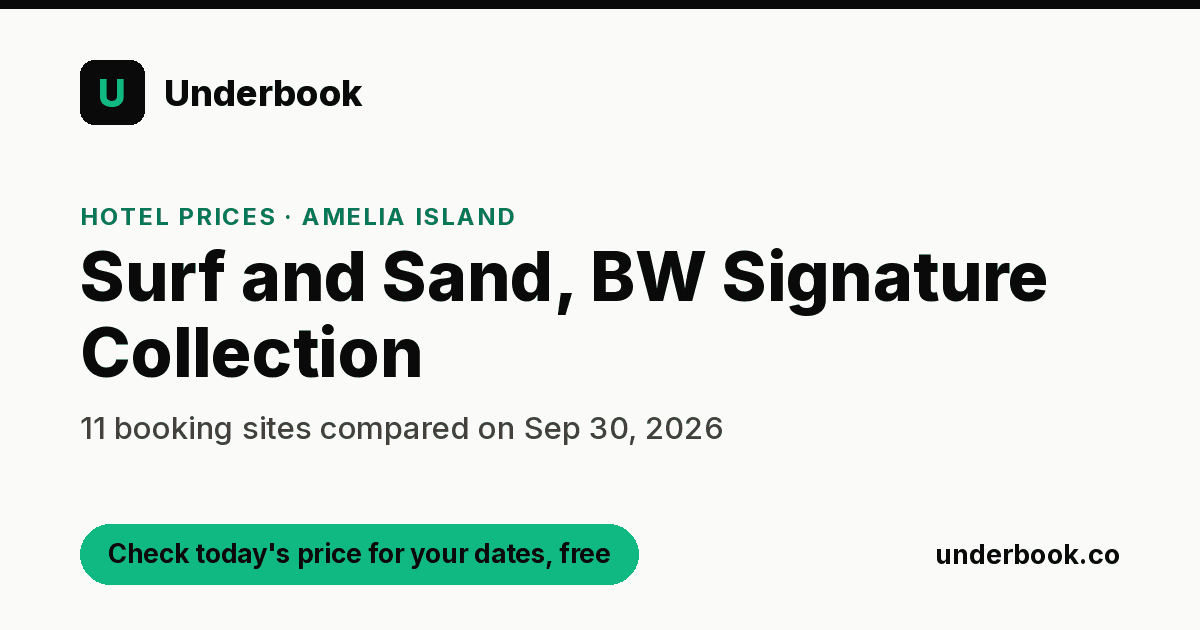 U Underbook
HOTEL PRICES · AMELIA ISLAND
Surf and Sand, BW Signature
Collection
11 booking sites compared on Sep 30, 2026
Check today's price for your dates, free
underbook.co